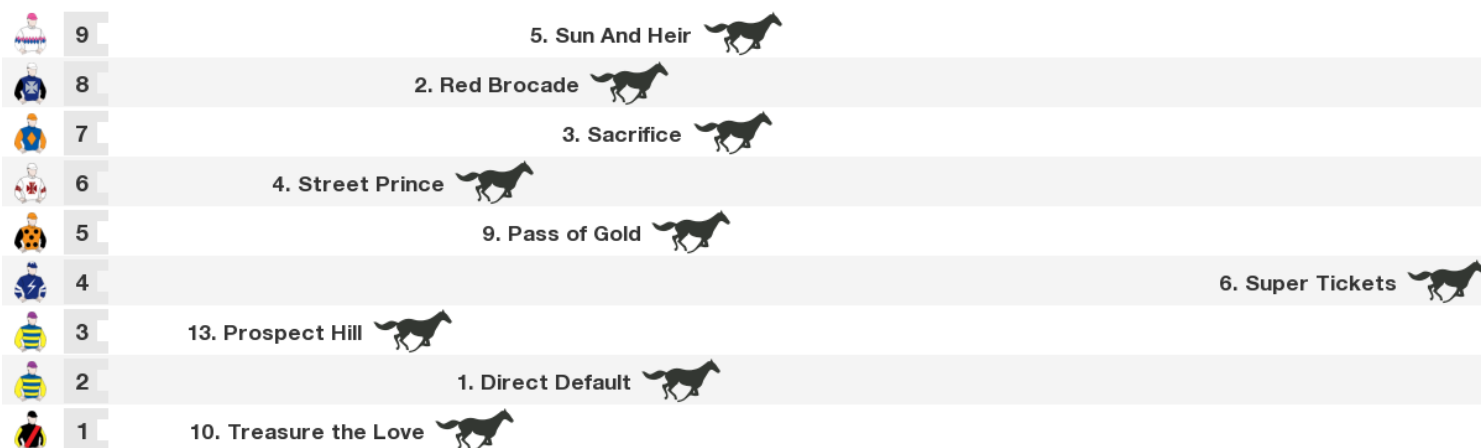 9 5. Sun And Heir
8 2. Red Brocade
7 3. Sacrifice
6 4. Street Prince
5 9. Pass of Gold
4 6. Super Tickets
3 13. Prospect Hill
2 1. Direct Default
1 10. Treasure the Love